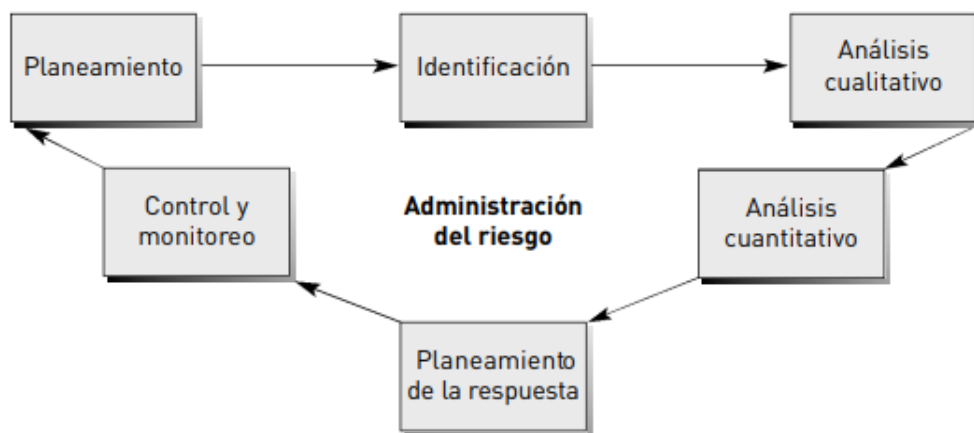 Planeamiento
Identificación
Análisis
cualitativo
Control y
monitoreo
Administración
del riesgo
Análisis
cuantitativo
Planeamiento
de la respuesta